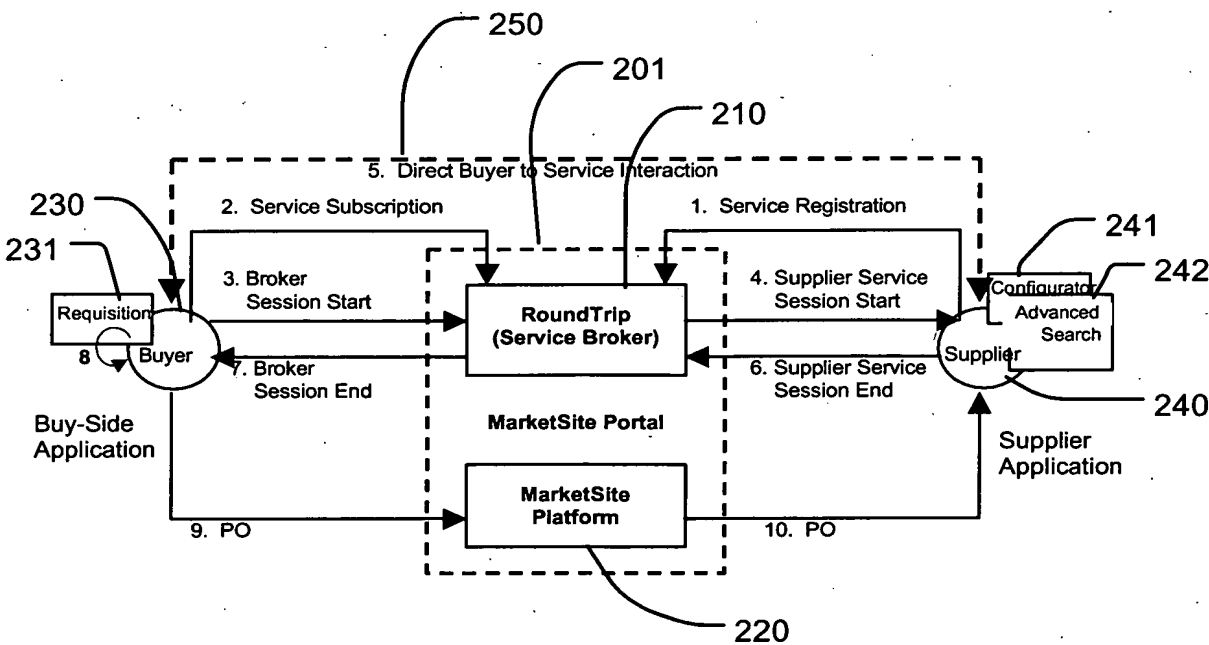 250
201
210
5. Direct Buyer to Service Interaction
230
2. Service Subscription
1. Service Registration
241
231
242
3. Broker
Session Start
4. Supplier Service
Session Start
Configurator
Requisition
RoundTrip
(Service Broker)
Advanced
Search
8
Buyer
Supplier
7. Broker
Session End
6. Supplier Service
Session End
240
Buy-Side
Application
MarketSite Portal
Supplier
Application
MarketSite
Platform
9. PO
10. PO
220